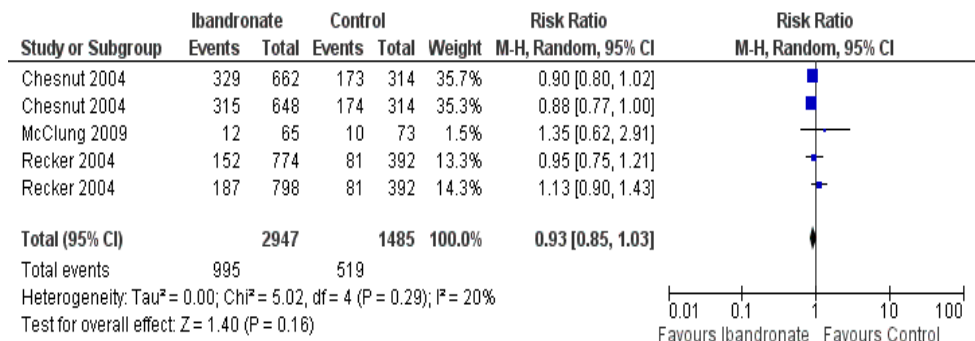 Ibandronate Control Risk Ratio Risk Ratio
Study or Subgroup Events Total Events Total Weight M-H, Random, 95% CI M-H, Random, 95% CI
Chesnut 2004 329 662 173 314 35.7% 0.90 [0.80, 1.02]
Chesnut 2004 315 648 174 314 35.3% 0.88 [0.77, 1.00]
McClung 2009 12 65 10 73 1.5% 1.35 [0.62, 2.91]
Recker 2004 152 774 81 392 13.3% 0.95 [0.75, 1.21]
Recker 2004 187 798 81 392 14.3% 1.13 [0.90, 1.43]
Total (95% CI) 2947 1485 100.0% 0.93 [0.85, 1.03]
Total events 995 519
Heterogeneity: Tau² = 0.00; Chi² = 5.02, df = 4 (P = 0.29); I² = 20%
Test for overall effect: Z = 1.40 (P = 0.16)
0.01 0.1 1 10 100
Favours Ibandronate Favours Control